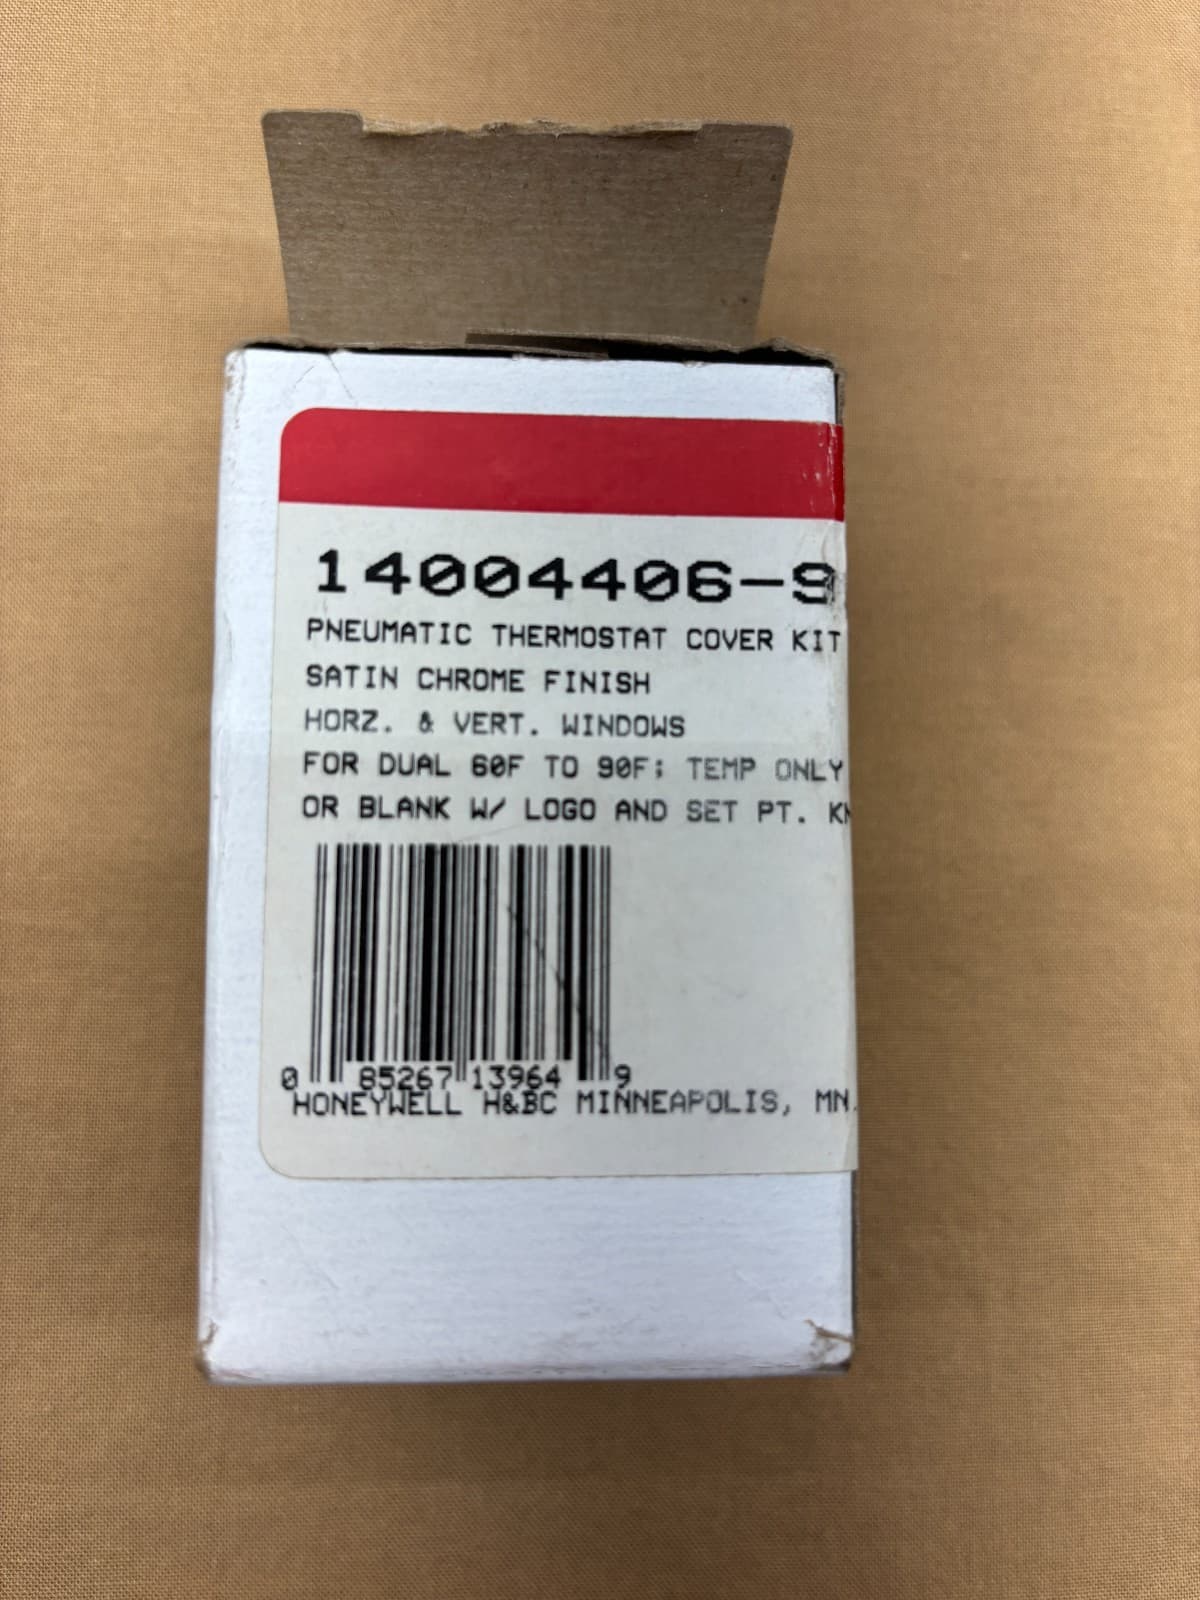 14004406-9
PNEUMATIC THERMOSTAT COVER KIT
SATIN CHROME FINISH
HORZ. & VERT. WINDOWS
FOR DUAL 60F TO 90F; TEMP ONLY
OR BLANK W/ LOGO AND SET PT.
0 85267 13964 9
HONEYWELL H&BC MINNEAPOLIS, MN.